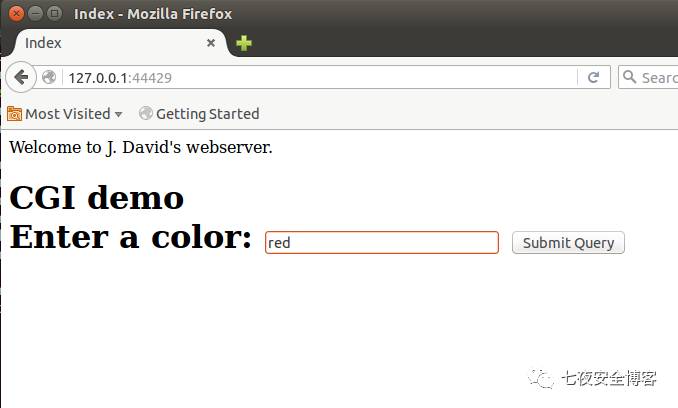 Index - Mozilla Firefox
Index
127.0.0.1:44429
Searc
Most Visited
Getting Started
Welcome to J. David's webserver.
CGI demo
Enter a color: red Submit Query
七夜安全博客